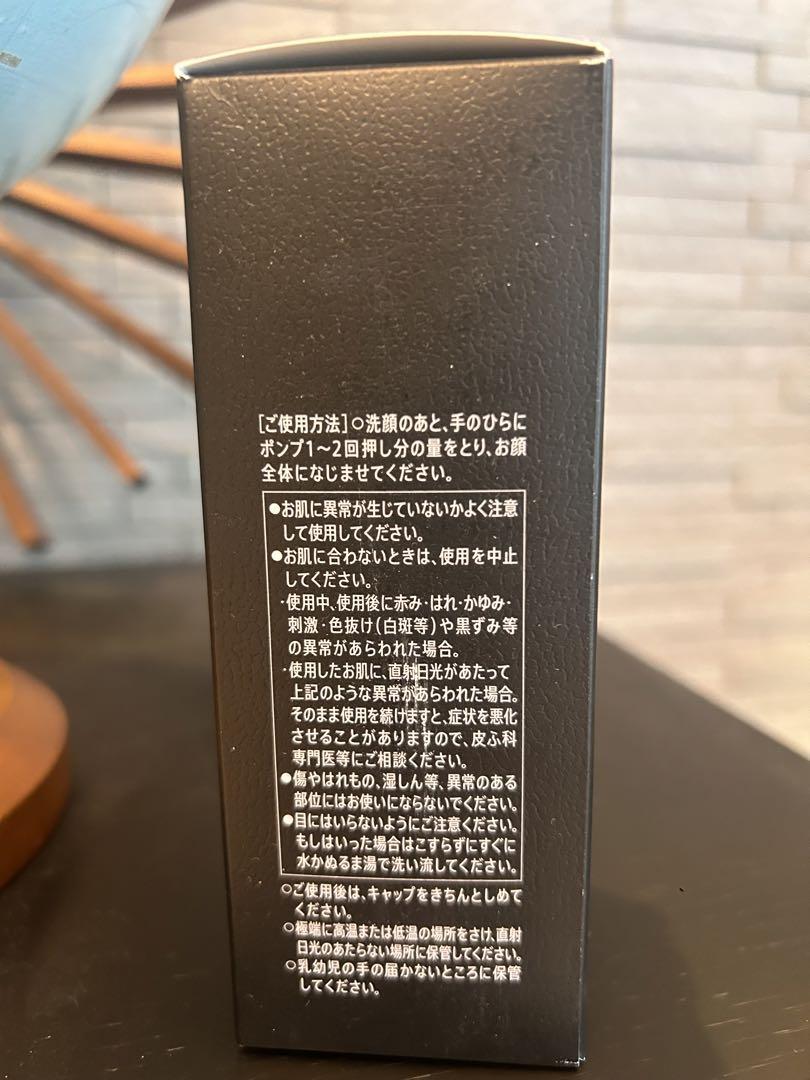 [ご使用方法]○洗顔のあと、手のひらに
ポンプ1〜2回押し分の量をとり、お顔
全体になじませてください。
●お肌に異常が生じていないかよく注意
して使用してください。
●お肌に合わないときは、使用を中止
してください。
・使用中、使用後に赤み・はれ・かゆみ・
刺激・色抜け(白斑等)や黒ずみ等
の異常があらわれた場合。
・使用したお肌に、直射日光があたって
上記のような異常があらわれた場合。
そのまま使用を続けますと、症状を悪化
させることがありますので、皮ふ科
専門医等にご相談ください。
●傷やはれもの、湿しん等、異常のある
部位にはお使いにならないでください。
●目にはいらないようにご注意ください。
もしはいった場合はこすらずにすぐに
水かぬるま湯で洗い流してください。
○ご使用後は、キャップをきちんとしめて
ください。
○極端に高温または低温の場所をさけ、直射
日光のあたらない場所に保管してください。
○乳幼児の手の届かないところに保管
してください。